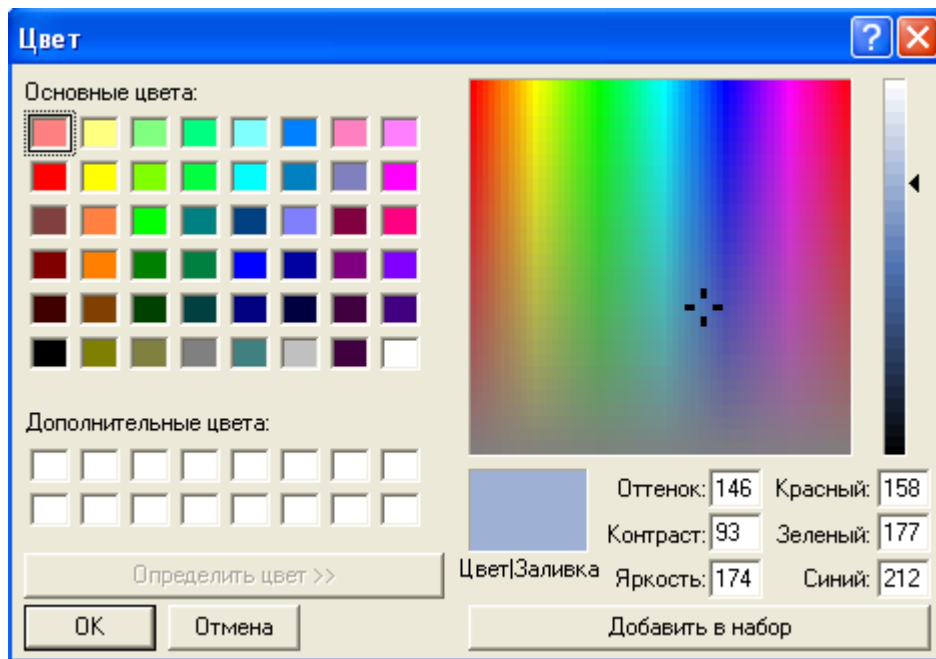 Цвет
Основные цвета:
Дополнительные цвета:
Определить цвет >>
OK
Отмена
Цвет|Заливка
Оттенок: 146
Контраст: 93
Яркость: 174
Красный: 158
Зеленый: 177
Синий: 212
Добавить в набор